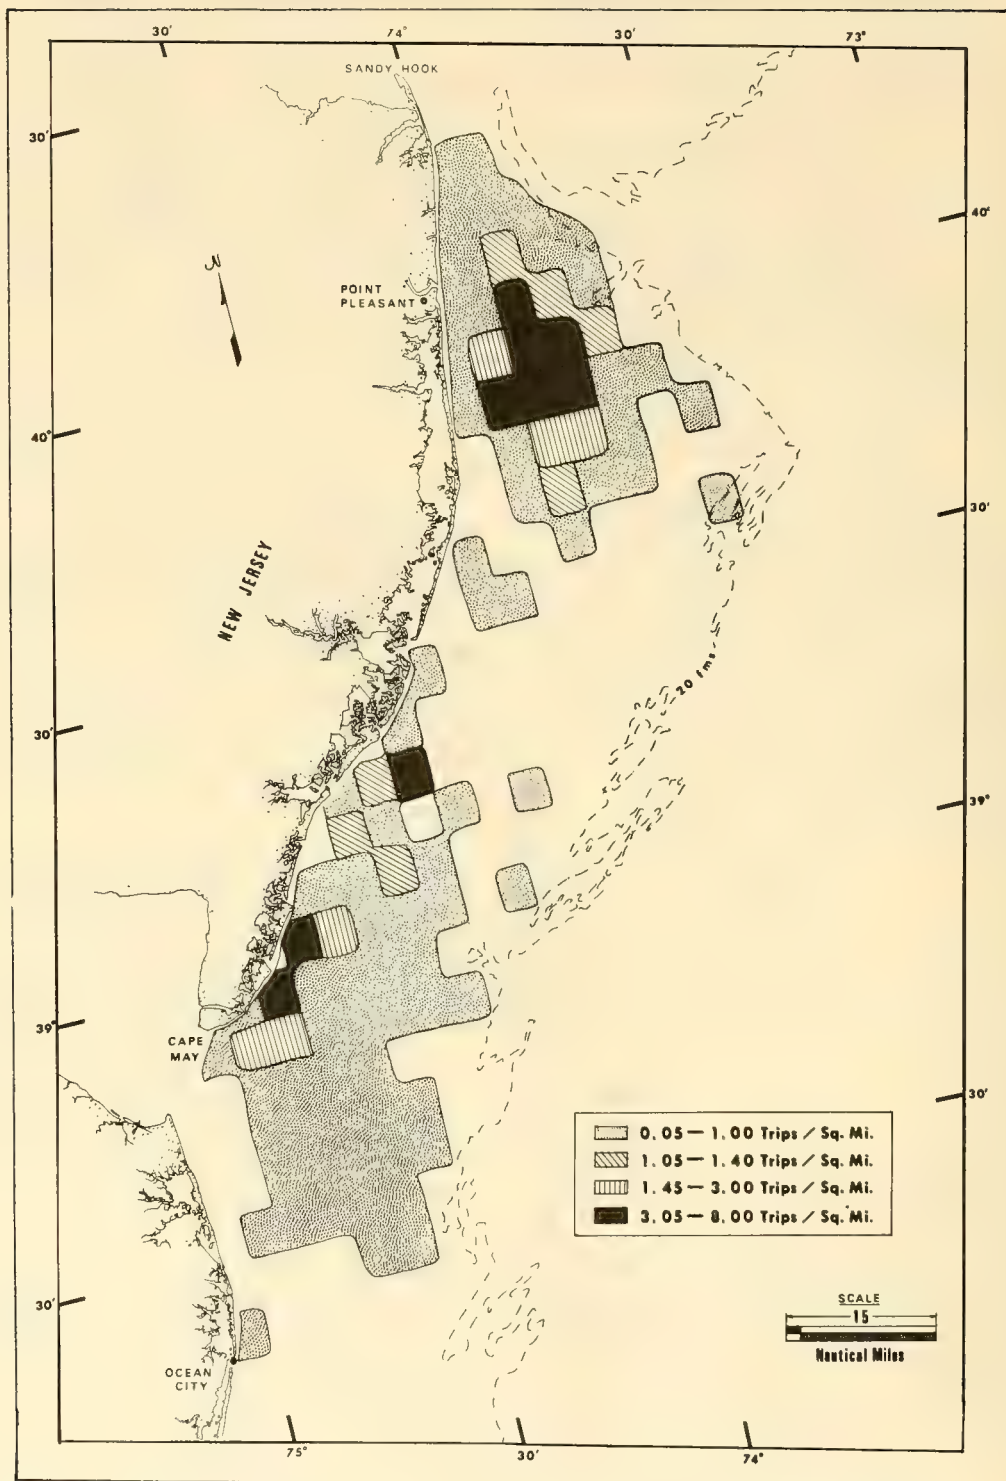 30'
74°
30'
73°
SANDY HOOK
30'
40°
N
POINT
PLEASANT
40°
30'
NEW JERSEY
20 fms
30'
39°
39°
CAPE
MAY
30'
0.05 — 1.00 Trips / Sq. Mi.
1.05 — 1.40 Trips / Sq. Mi.
1.45 — 3.00 Trips / Sq. Mi.
3.05 — 8.00 Trips / Sq. Mi.
30'
SCALE
15
Nautical Miles
OCEAN
CITY
75°
30'
74°